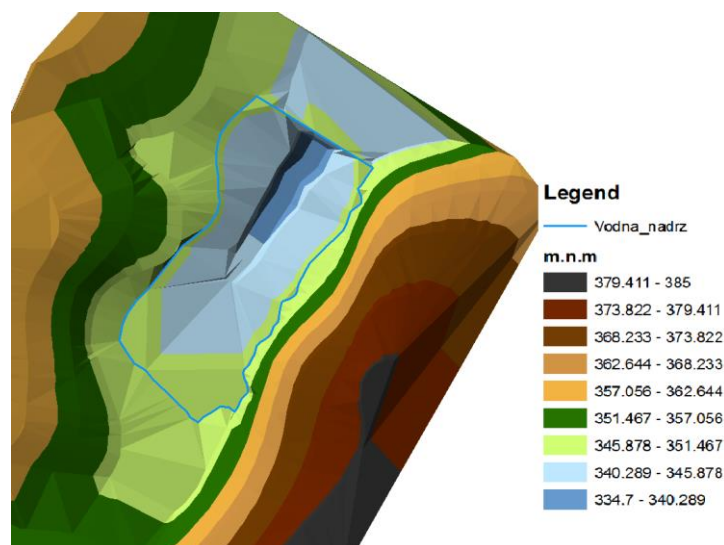 Legend
Vodna_nadrz
m.n.m
379.411 - 385
373.822 - 379.411
368.233 - 373.822
362.644 - 368.233
357.056 - 362.644
351.467 - 357.056
345.878 - 351.467
340.289 - 345.878
334.7 - 340.289